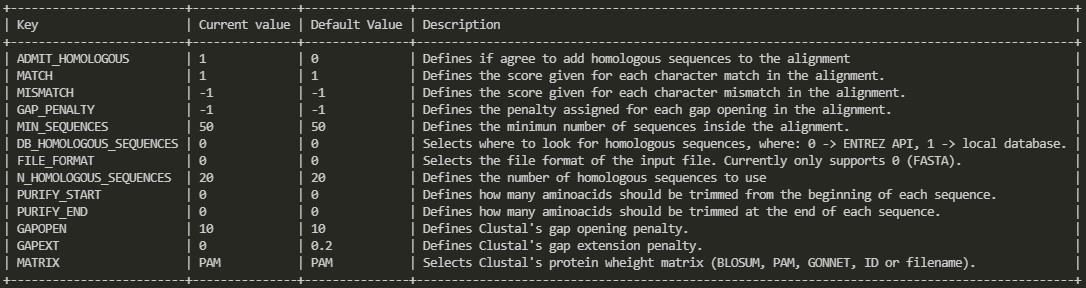 Key | Current value | Default Value | Description
ADMIT_HOMOLOGOUS | 1 | 0 | Defines if agree to add homologous sequences to the alignment
MATCH | 1 | 1 | Defines the score given for each character match in the alignment.
MISMATCH | -1 | -1 | Defines the score given for each character mismatch in the alignment.
GAP_PENALTY | -1 | -1 | Defines the penalty assigned for each gap opening in the alignment.
MIN_SEQUENCES | 50 | 50 | Defines the minimun number of sequences inside the alignment.
DB_HOMOLOGOUS_SEQUENCES | 0 | 0 | Selects where to look for homologous sequences, where: 0 -> ENTREZ API, 1 -> local database.
FILE_FORMAT | 0 | 0 | Selects the file format of the input file. Currently only supports 0 (FASTA).
N_HOMOLOGOUS_SEQUENCES | 20 | 20 | Defines the number of homologous sequences to use
PURIFY_START | 0 | 0 | Defines how many aminoacids should be trimmed from the beginning of each sequence.
PURIFY_END | 0 | 0 | Defines how many aminoacids should be trimmed at the end of each sequence.
GAPOPEN | 10 | 10 | Defines Clustal's gap opening penalty.
GAPEXT | 0 | 0.2 | Defines Clustal's gap extension penalty.
MATRIX | PAM | PAM | Selects Clustal's protein wheight matrix (BLOSUM, PAM, GONNET, ID or filename).